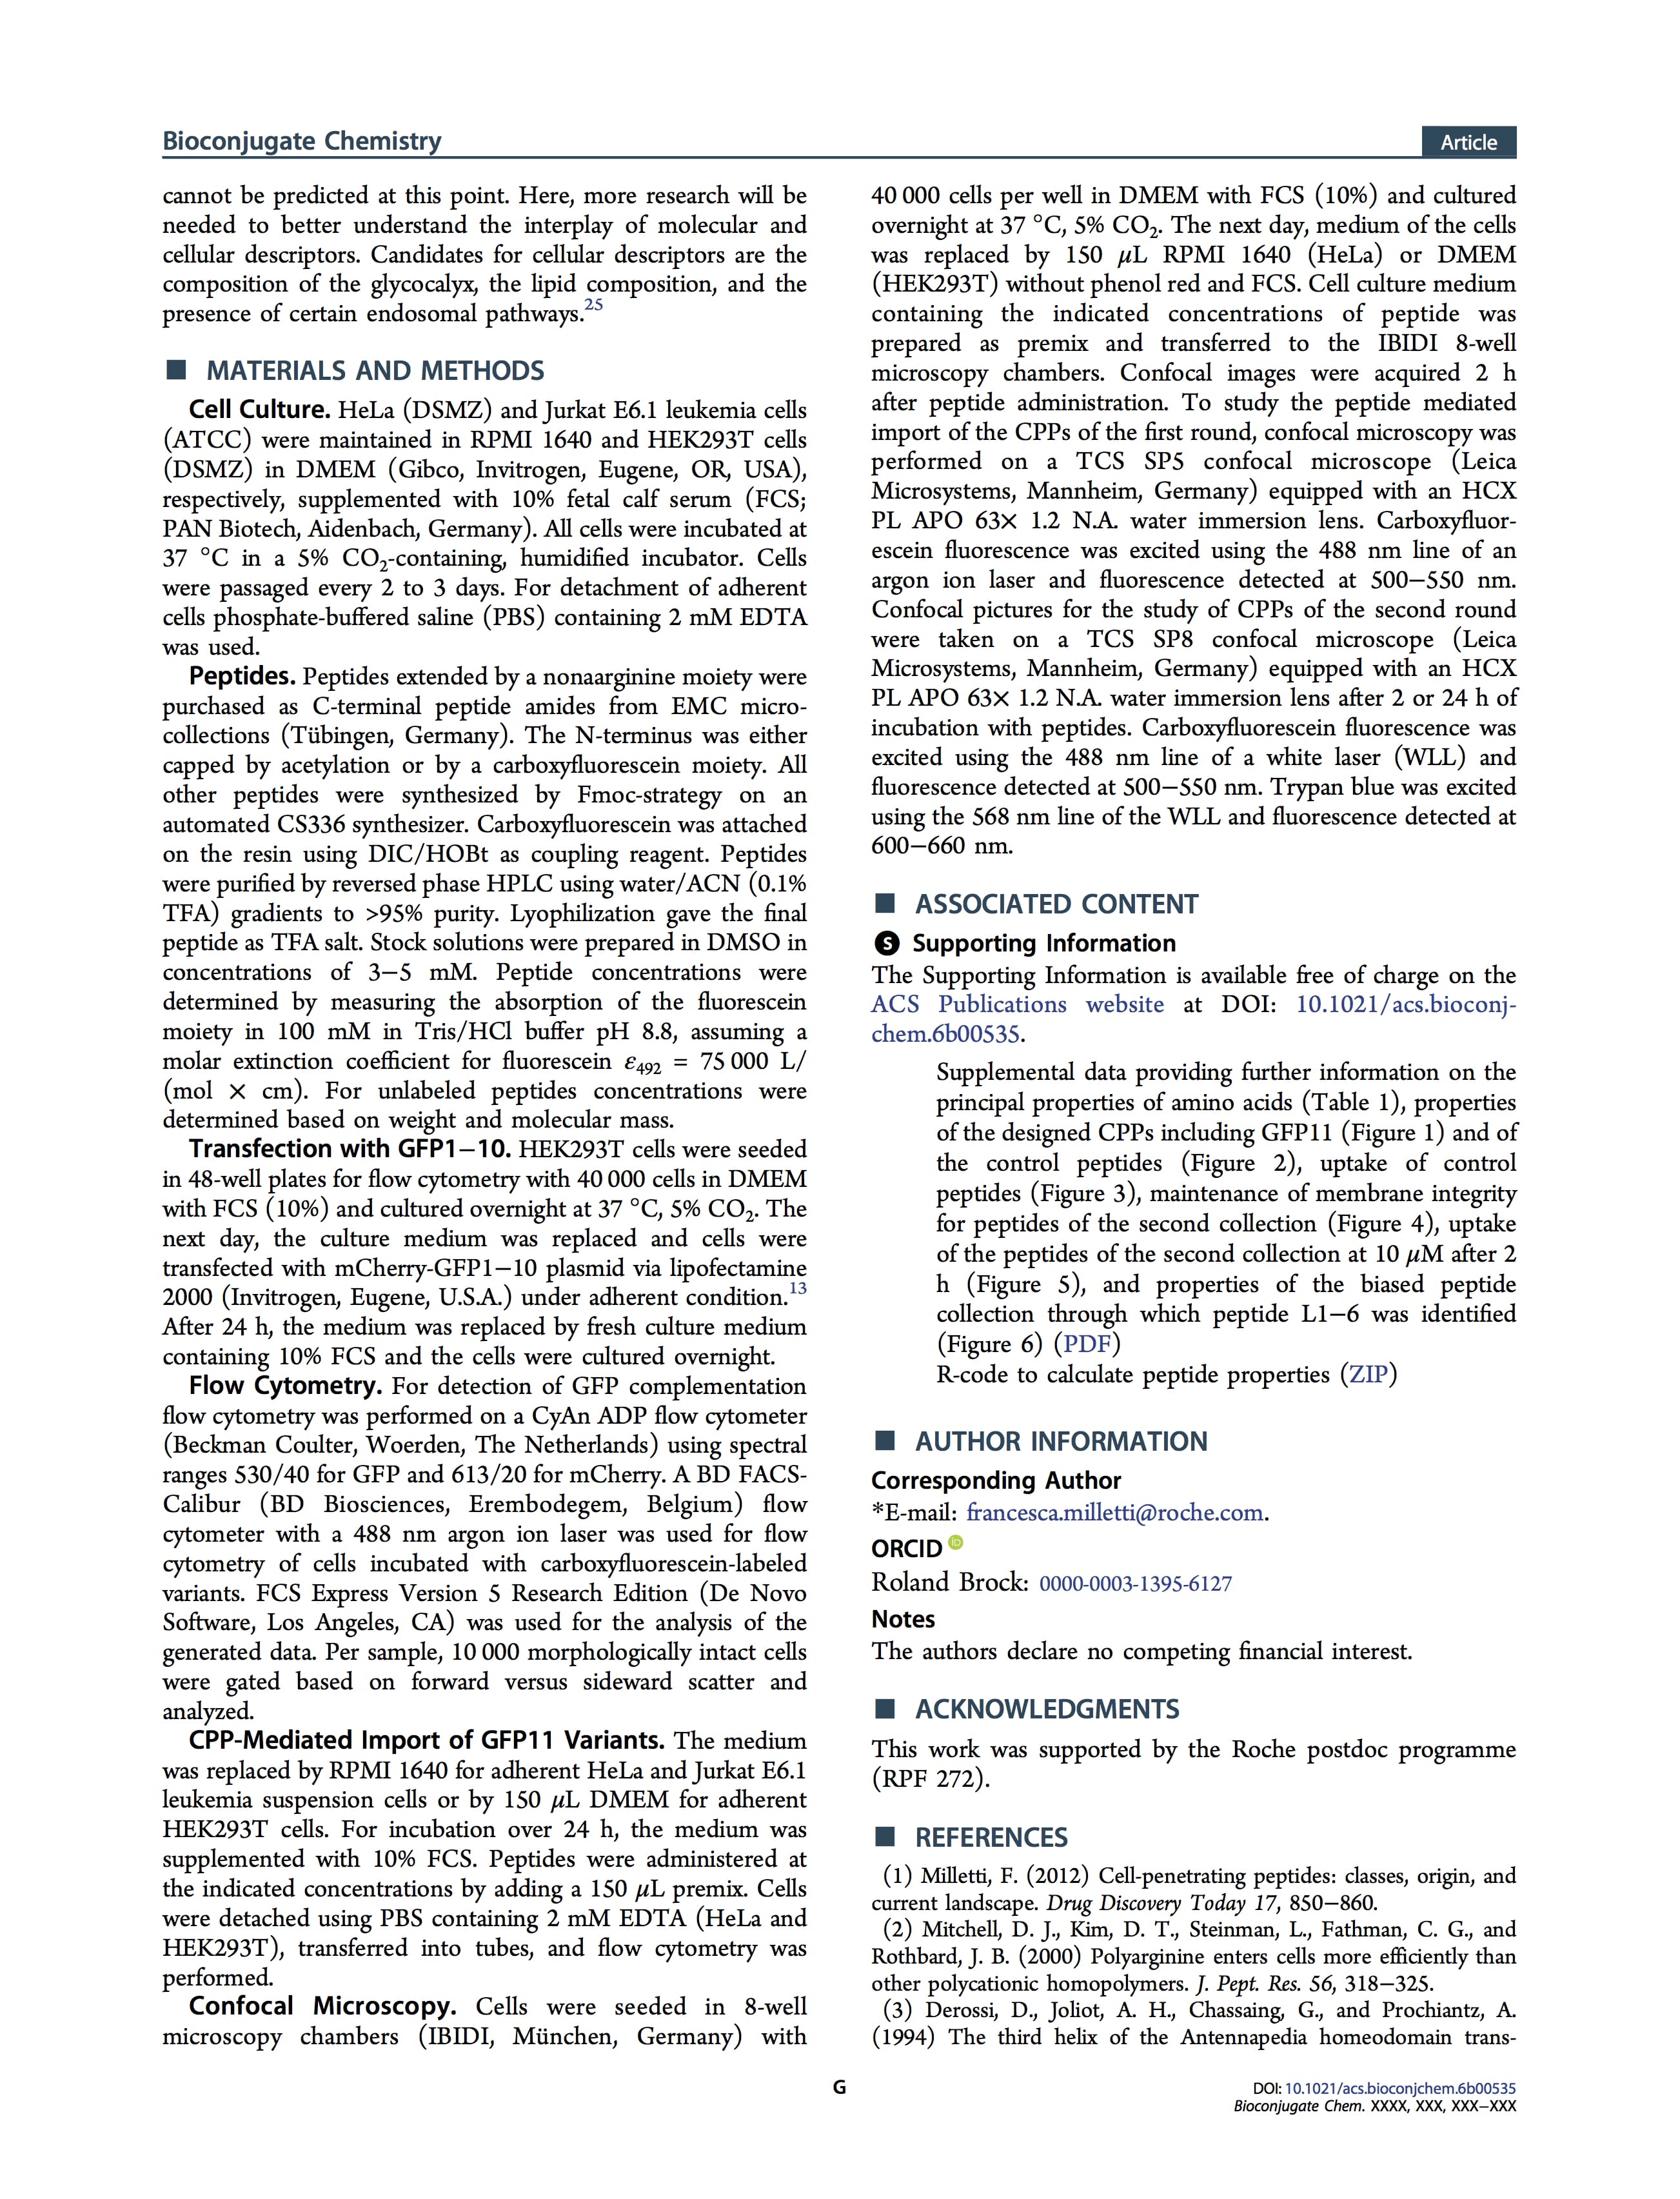 Bioconjugate Chemistry
Article
cannot be predicted at this point. Here, more research will be
needed to better understand the interplay of molecular and
cellular descriptors. Candidates for cellular descriptors are the
composition of the glycocalyx, the lipid composition, and the
presence of certain endosomal pathways.25
■ MATERIALS AND METHODS
Cell Culture. HeLa (DSMZ) and Jurkat E6.1 leukemia cells
(ATCC) were maintained in RPMI 1640 and HEK293T cells
(DSMZ) in DMEM (Gibco, Invitrogen, Eugene, OR, USA),
respectively, supplemented with 10% fetal calf serum (FCS;
PAN Biotech, Aidenbach, Germany). All cells were incubated at
37 °C in a 5% CO2-containing, humidified incubator. Cells
were passaged every 2 to 3 days. For detachment of adherent
cells phosphate-buffered saline (PBS) containing 2 mM EDTA
was used.
Peptides. Peptides extended by a nonaarginine moiety were
purchased as C-terminal peptide amides from EMC micro-
collections (Tübingen, Germany). The N-terminus was either
capped by acetylation or by a carboxyfluorescein moiety. All
other peptides were synthesized by Fmoc-strategy on an
automated CS336 synthesizer. Carboxyfluorescein was attached
on the resin using DIC/HOBt as coupling reagent. Peptides
were purified by reversed phase HPLC using water/ACN (0.1%
TFA) gradients to >95% purity. Lyophilization gave the final
peptide as TFA salt. Stock solutions were prepared in DMSO in
concentrations of 3−5 mM. Peptide concentrations were
determined by measuring the absorption of the fluorescein
moiety in 100 mM in Tris/HCl buffer pH 8.8, assuming a
molar extinction coefficient for fluorescein ε492 = 75 000 L/
(mol × cm). For unlabeled peptides concentrations were
determined based on weight and molecular mass.
Transfection with GFP1−10. HEK293T cells were seeded
in 48-well plates for flow cytometry with 40 000 cells in DMEM
with FCS (10%) and cultured overnight at 37 °C, 5% CO2. The
next day, the culture medium was replaced and cells were
transfected with mCherry-GFP1−10 plasmid via lipofectamine
2000 (Invitrogen, Eugene, U.S.A.) under adherent condition.13
After 24 h, the medium was replaced by fresh culture medium
containing 10% FCS and the cells were cultured overnight.
Flow Cytometry. For detection of GFP complementation
flow cytometry was performed on a CyAn ADP flow cytometer
(Beckman Coulter, Woerden, The Netherlands) using spectral
ranges 530/40 for GFP and 613/20 for mCherry. A BD FACS-
Calibur (BD Biosciences, Erembodegem, Belgium) flow
cytometer with a 488 nm argon ion laser was used for flow
cytometry of cells incubated with carboxyfluorescein-labeled
variants. FCS Express Version 5 Research Edition (De Novo
Software, Los Angeles, CA) was used for the analysis of the
generated data. Per sample, 10 000 morphologically intact cells
were gated based on forward versus sideward scatter and
analyzed.
CPP-Mediated Import of GFP11 Variants. The medium
was replaced by RPMI 1640 for adherent HeLa and Jurkat E6.1
leukemia suspension cells or by 150 μL DMEM for adherent
HEK293T cells. For incubation over 24 h, the medium was
supplemented with 10% FCS. Peptides were administered at
the indicated concentrations by adding a 150 μL premix. Cells
were detached using PBS containing 2 mM EDTA (HeLa and
HEK293T), transferred into tubes, and flow cytometry was
performed.
Confocal Microscopy. Cells were seeded in 8-well
microscopy chambers (IBIDI, München, Germany) with
40 000 cells per well in DMEM with FCS (10%) and cultured
overnight at 37 °C, 5% CO2. The next day, medium of the cells
was replaced by 150 μL RPMI 1640 (HeLa) or DMEM
(HEK293T) without phenol red and FCS. Cell culture medium
containing the indicated concentrations of peptide was
prepared as premix and transferred to the IBIDI 8-well
microscopy chambers. Confocal images were acquired 2 h
after peptide administration. To study the peptide mediated
import of the CPPs of the first round, confocal microscopy was
performed on a TCS SP5 confocal microscope (Leica
Microsystems, Mannheim, Germany) equipped with an HCX
PL APO 63× 1.2 N.A. water immersion lens. Carboxyfluor-
escein fluorescence was excited using the 488 nm line of an
argon ion laser and fluorescence detected at 500−550 nm.
Confocal pictures for the study of CPPs of the second round
were taken on a TCS SP8 confocal microscope (Leica
Microsystems, Mannheim, Germany) equipped with an HCX
PL APO 63× 1.2 N.A. water immersion lens after 2 or 24 h of
incubation with peptides. Carboxyfluorescein fluorescence was
excited using the 488 nm line of a white laser (WLL) and
fluorescence detected at 500−550 nm. Trypan blue was excited
using the 568 nm line of the WLL and fluorescence detected at
600−660 nm.
■ ASSOCIATED CONTENT
S Supporting Information
The Supporting Information is available free of charge on the
ACS Publications website at DOI: 10.1021/acs.bioconj-
chem.6b00535.
Supplemental data providing further information on the
principal properties of amino acids (Table 1), properties
of the designed CPPs including GFP11 (Figure 1) and of
the control peptides (Figure 2), uptake of control
peptides (Figure 3), maintenance of membrane integrity
for peptides of the second collection (Figure 4), uptake
of the peptides of the second collection at 10 μM after 2
h (Figure 5), and properties of the biased peptide
collection through which peptide L1−6 was identified
(Figure 6) (PDF)
R-code to calculate peptide properties (ZIP)
■ AUTHOR INFORMATION
Corresponding Author
*E-mail: francesca.milletti@roche.com.
ORCID iD
Roland Brock: 0000-0003-1395-6127
Notes
The authors declare no competing financial interest.
■ ACKNOWLEDGMENTS
This work was supported by the Roche postdoc programme
(RPF 272).
■ REFERENCES
(1) Milletti, F. (2012) Cell-penetrating peptides: classes, origin, and
current landscape. Drug Discovery Today 17, 850−860.
(2) Mitchell, D. J., Kim, D. T., Steinman, L., Fathman, C. G., and
Rothbard, J. B. (2000) Polyarginine enters cells more efficiently than
other polycationic homopolymers. J. Pept. Res. 56, 318−325.
(3) Derossi, D., Joliot, A. H., Chassaing, G., and Prochiantz, A.
(1994) The third helix of the Antennapedia homeodomain trans-
G
DOI: 10.1021/acs.bioconjchem.6b00535
Bioconjugate Chem. XXXX, XXX, XXX−XXX